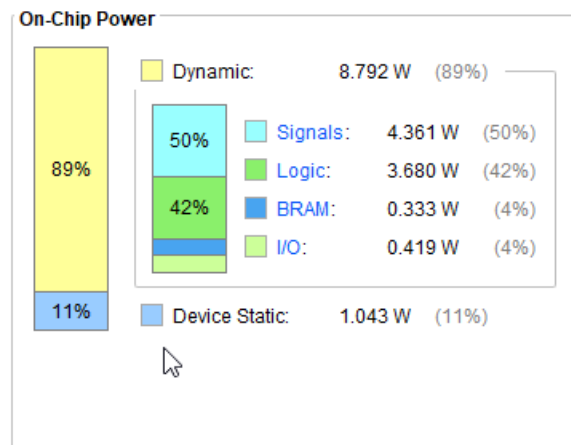 On-Chip Power
Dynamic: 8.792 W (89%)
50% Signals: 4.361 W (50%)
89% Logic: 3.680 W (42%)
42% BRAM: 0.333 W (4%)
I/O: 0.419 W (4%)
11% Device Static: 1.043 W (11%)